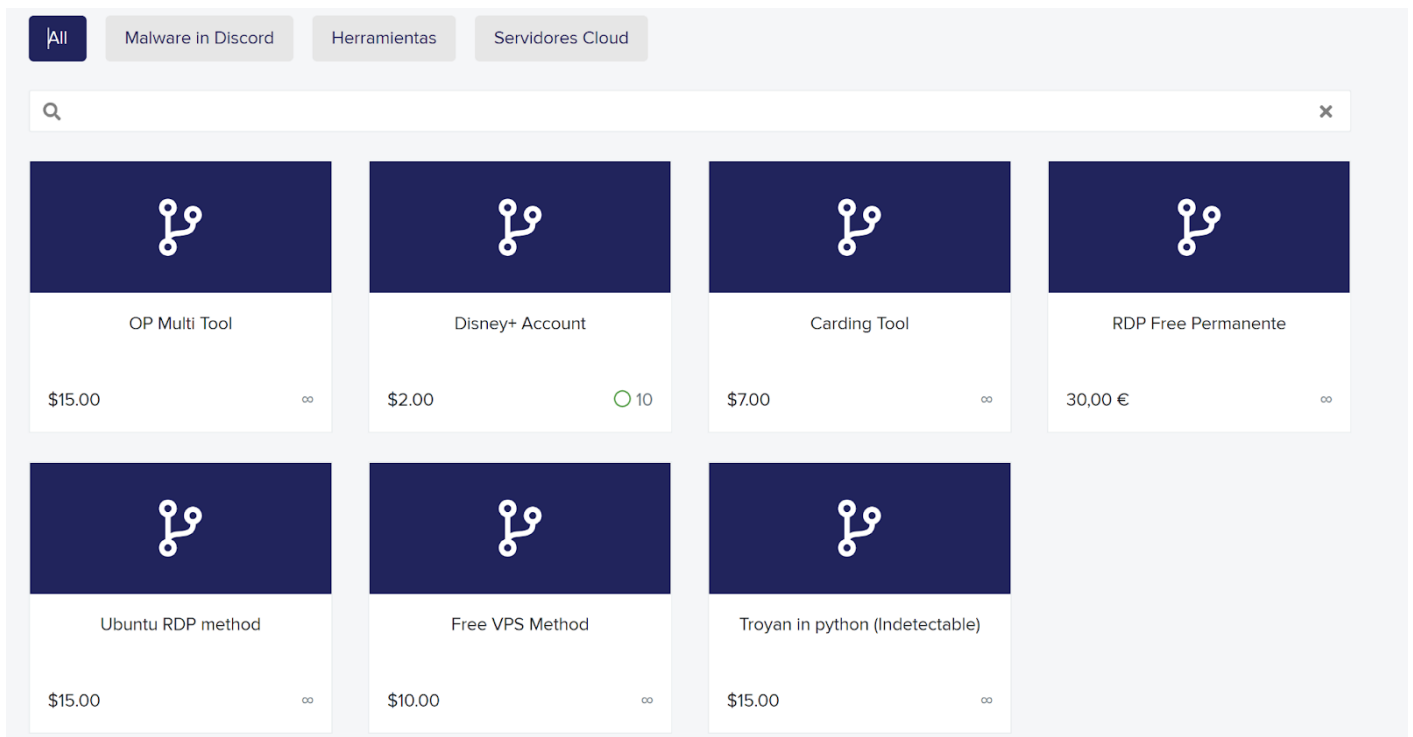 All
Malware in Discord
Herramientas
Servidores Cloud
OP Multi Tool
$15.00
∞
Disney+ Account
$2.00
10
Carding Tool
$7.00
∞
RDP Free Permanente
30,00 €
∞
Ubuntu RDP method
$15.00
∞
Free VPS Method
$10.00
∞
Troyan in python (Indetectable)
$15.00
∞